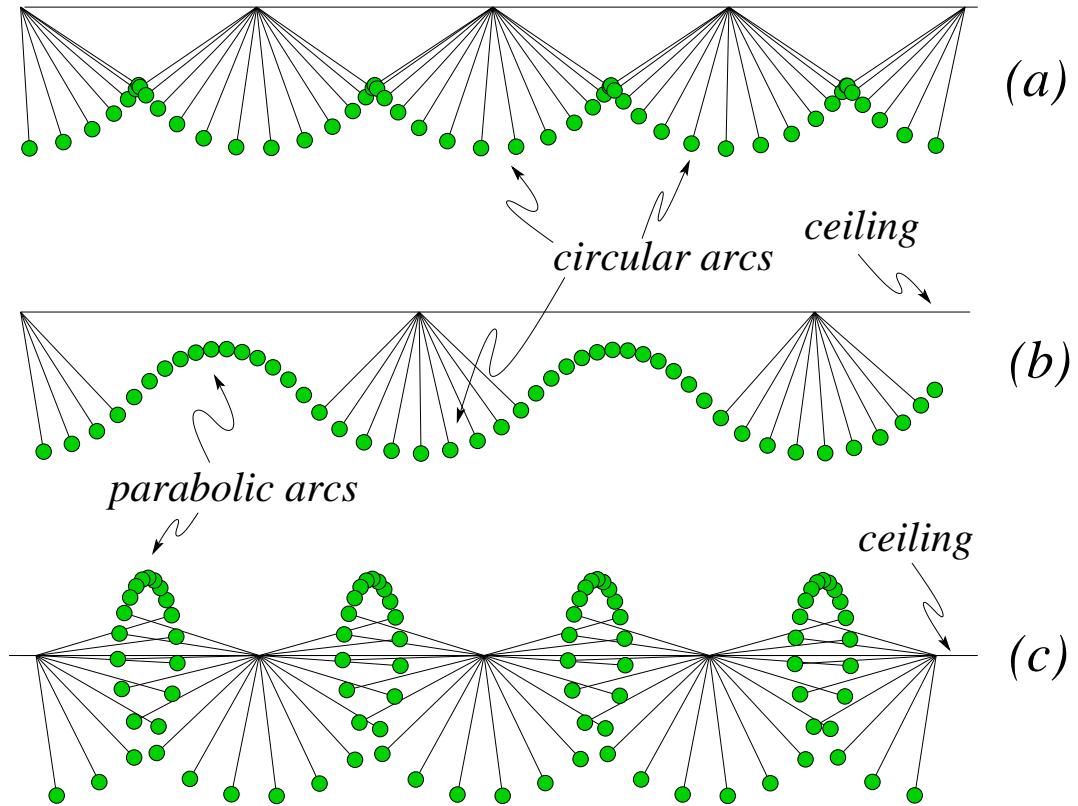 (a)
ceiling
circular arcs
(b)
parabolic arcs
ceiling
(c)